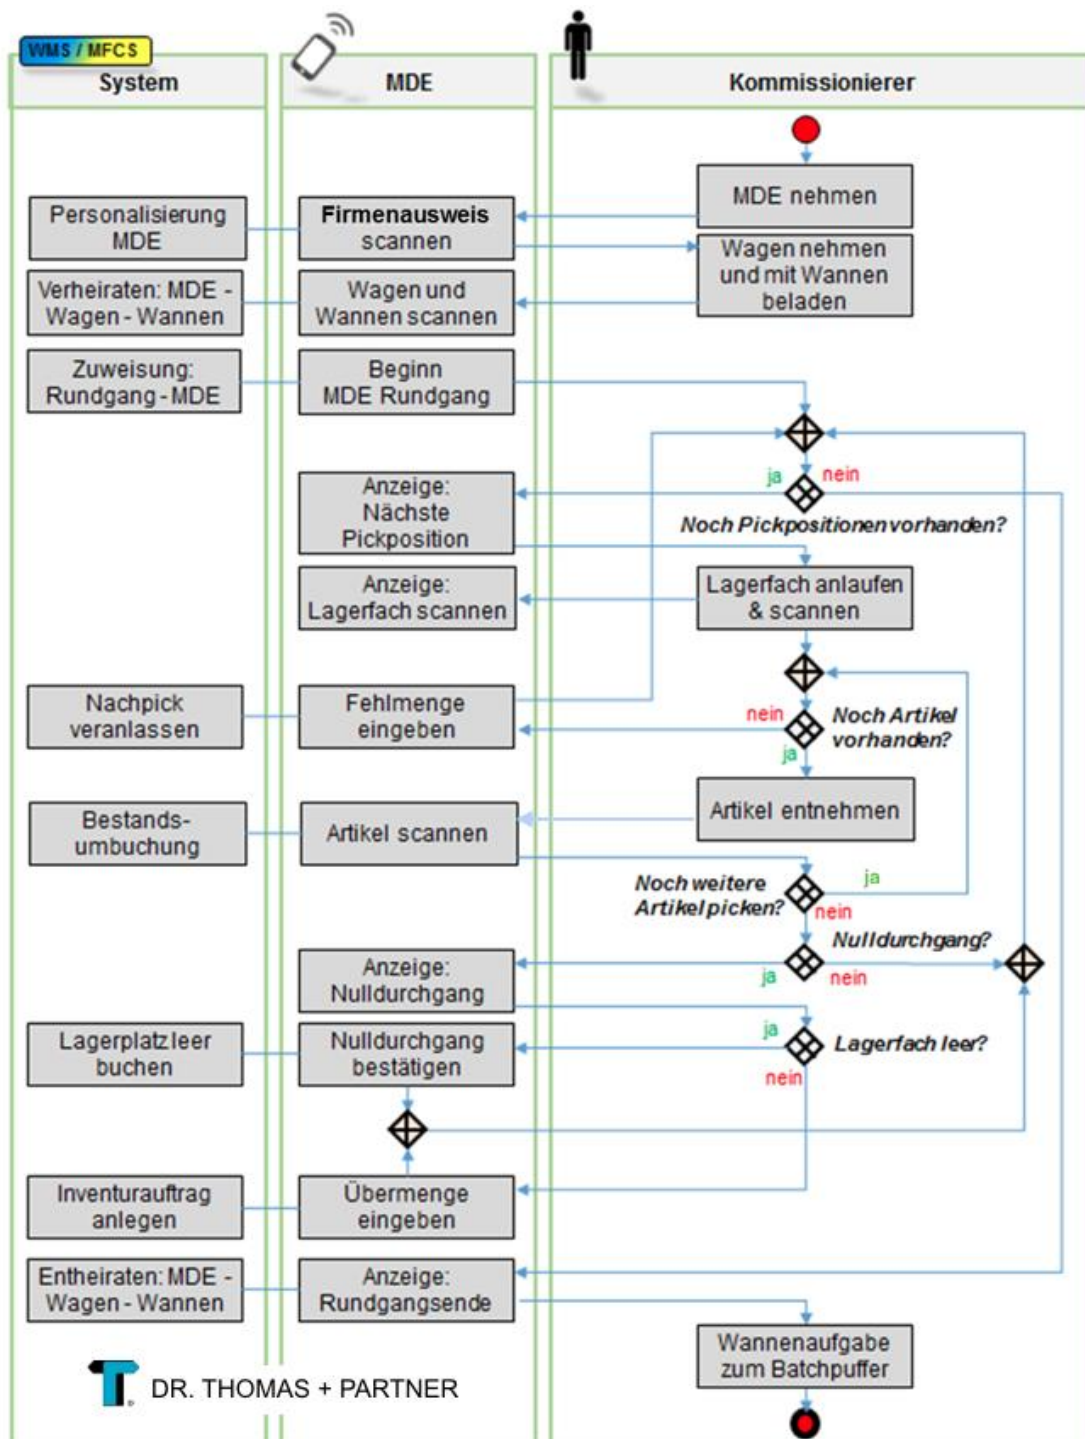 WMS / MFCS
System
MDE
Kommissionierer
MDE nehmen
Personalisierung
MDE
Firmenausweis
scannen
Wagen nehmen
und mit Wannen
beladen
Verheiraten: MDE -
Wagen - Wannen
Wagen und
Wannen scannen
Zuweisung:
Rundgang - MDE
Beginn
MDE Rundgang
ja
nein
Anzeige:
Nächste
Pickposition
Noch Pickpositionen vorhanden?
Anzeige:
Lagerfach scannen
Lagerfach anlaufen
& scannen
Nachpick
veranlassen
Fehlmenge
eingeben
nein
Noch Artikel
vorhanden?
ja
Bestands-
umbuchung
Artikel scannen
Artikel entnehmen
Noch weitere
Artikel picken?
ja
nein
Nulldurchgang?
Anzeige:
Nulldurchgang
ja
nein
Lagerplatz leer
buchen
Nulldurchgang
bestätigen
ja
Lagerfach leer?
nein
Inventurauftrag
anlegen
Übermenge
eingeben
Entheiraten: MDE -
Wagen - Wannen
Anzeige:
Rundgangsende
Wannenaufgabe
zum Batchpuffer
DR. THOMAS + PARTNER